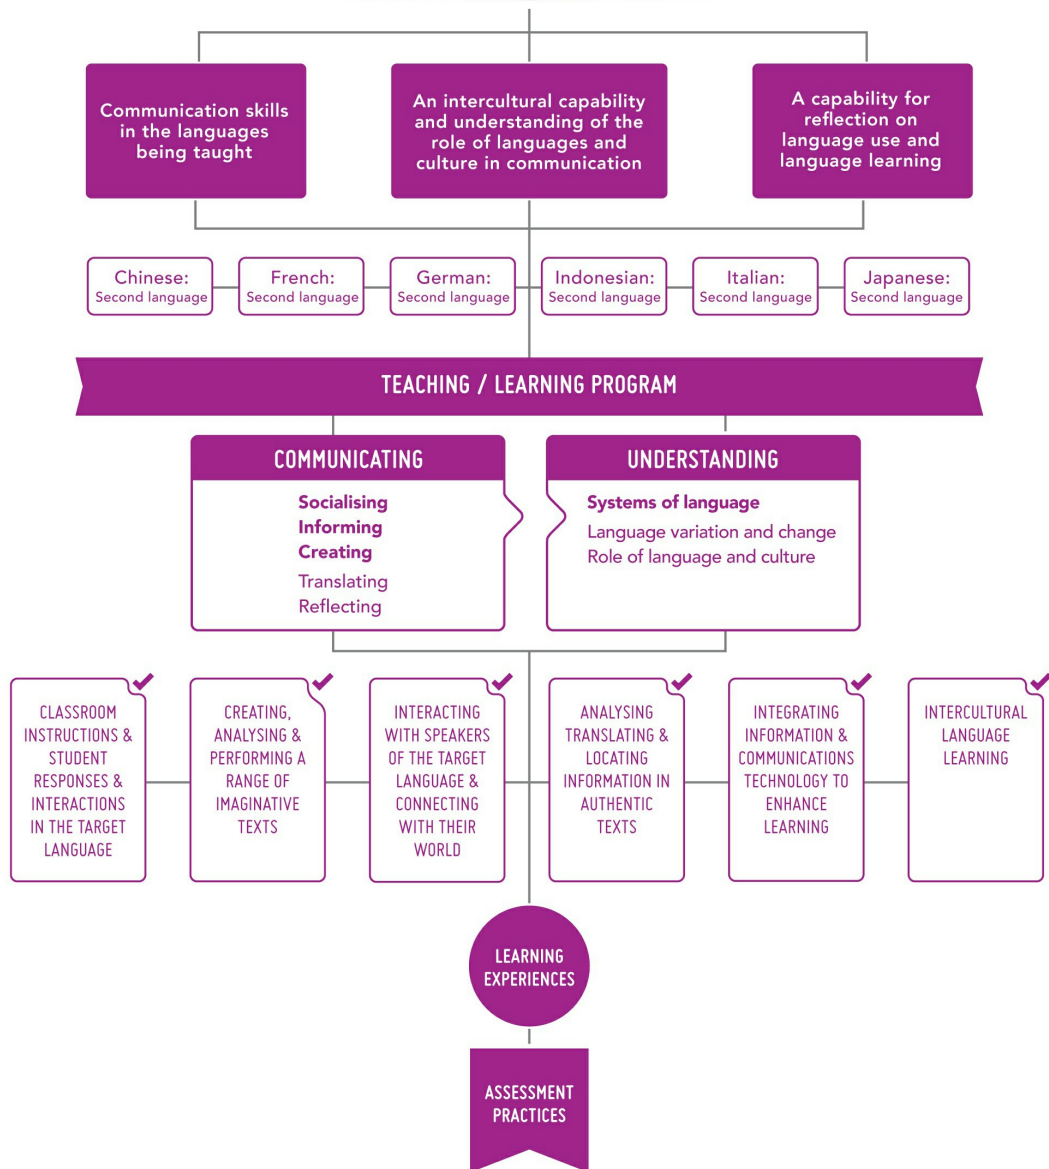 Communication skills
in the languages
being taught
An intercultural capability
and understanding of the
role of languages and
culture in communication
A capability for
reflection on
language use and
language learning
Chinese:
Second language
French:
Second language
German:
Second language
Indonesian:
Second language
Italian:
Second language
Japanese:
Second language
TEACHING / LEARNING PROGRAM
COMMUNICATING
Socialising
Informing
Creating
Translating
Reflecting
UNDERSTANDING
Systems of language
Language variation and change
Role of language and culture
CLASSROOM
INSTRUCTIONS &
STUDENT
RESPONSES &
INTERACTIONS
IN THE TARGET
LANGUAGE
CREATING,
ANALYSING &
PERFORMING A
RANGE OF
IMAGINATIVE
TEXTS
INTERACTING
WITH SPEAKERS
OF THE TARGET
LANGUAGE &
CONNECTING
WITH THEIR
WORLD
ANALYSING
TRANSLATING &
LOCATING
INFORMATION IN
AUTHENTIC
TEXTS
INTEGRATING
INFORMATION &
COMMUNICATIONS
TECHNOLOGY TO
ENHANCE
LEARNING
INTERCULTURAL
LANGUAGE
LEARNING
LEARNING
EXPERIENCES
ASSESSMENT
PRACTICES